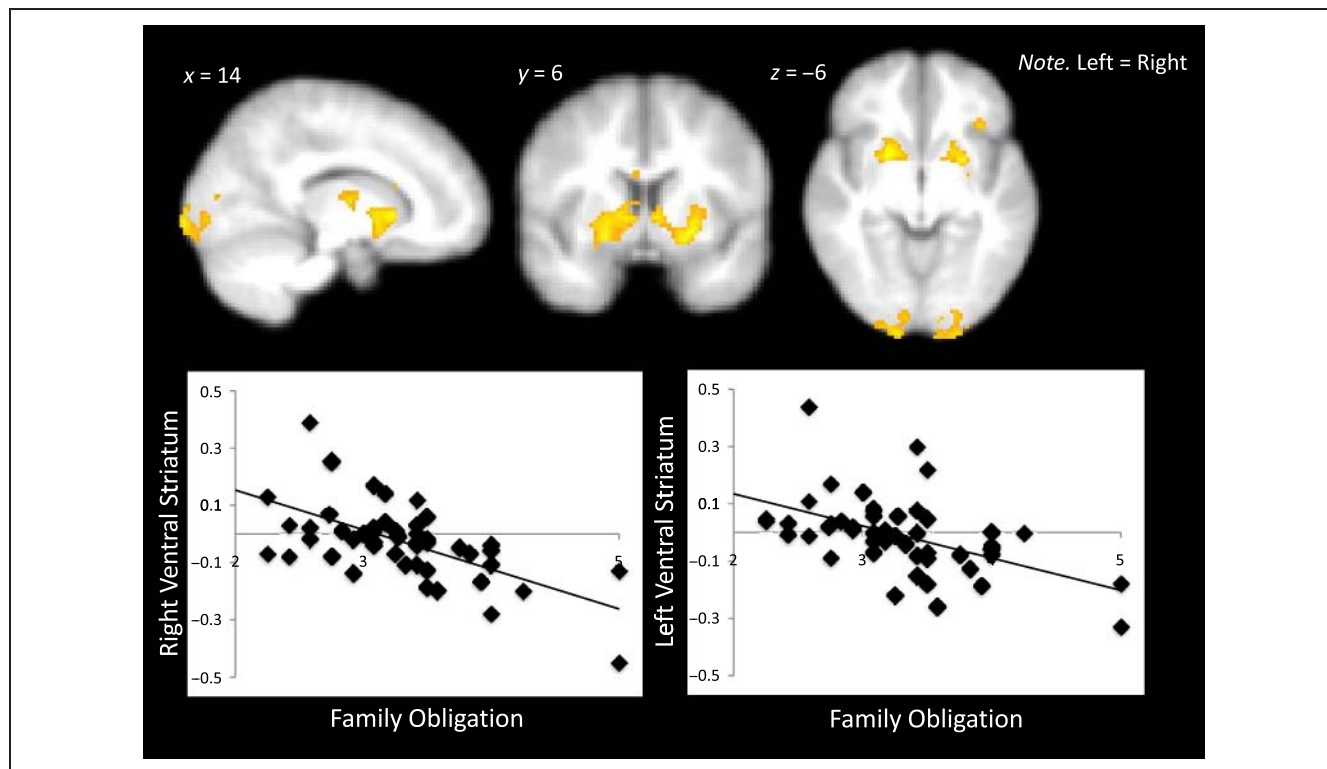 x = 14
y = 6
z = –6
Note. Left = Right
Right Ventral Striatum
0.5
0.3
0.1
–0.1
–0.3
–0.5
2
3
5
Family Obligation
Left Ventral Striatum
0.5
0.3
0.1
–0.1
–0.3
–0.5
2
3
5
Family Obligation